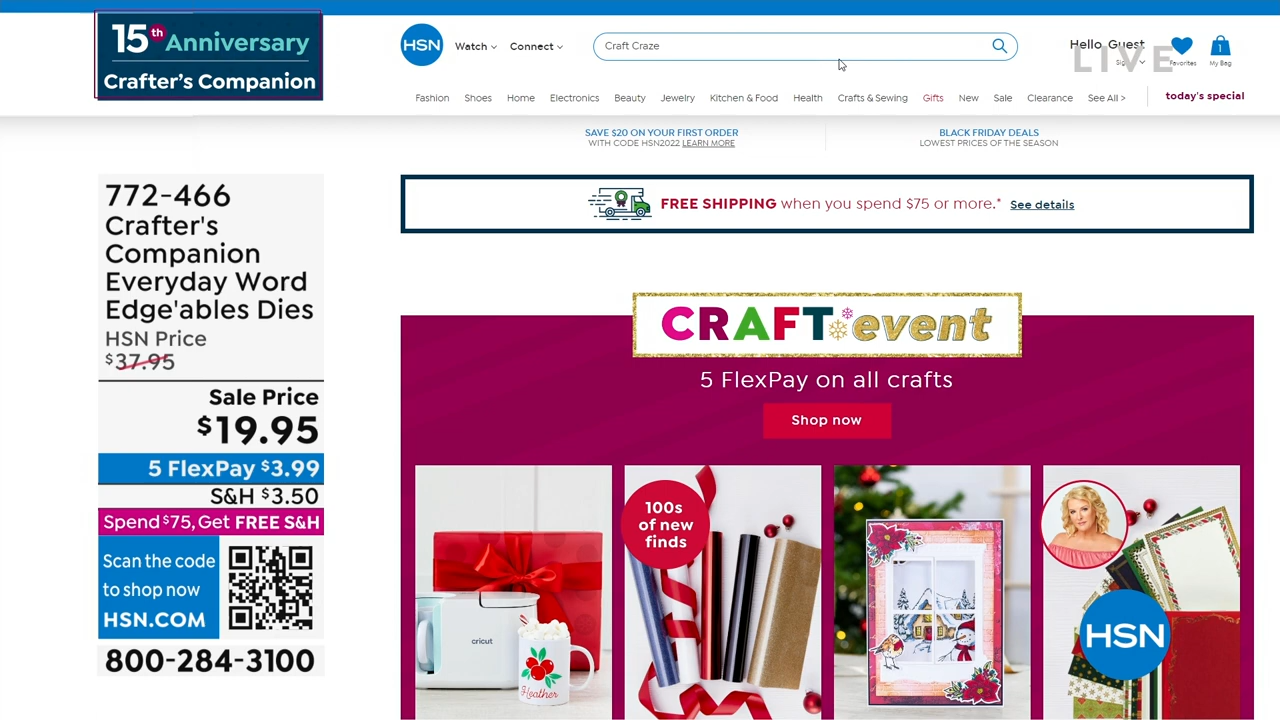 15th Anniversary
Crafter's Companion
HSN
Watch
Connect
Craft Craze
Hello, Guest
LIVE
Favorites
1
My Bag
Fashion
Shoes
Home
Electronics
Beauty
Jewelry
Kitchen & Food
Health
Crafts & Sewing
Gifts
New
Sale
Clearance
See All >
today's special
SAVE $20 ON YOUR FIRST ORDER
WITH CODE HSN2022 LEARN MORE
BLACK FRIDAY DEALS
LOWEST PRICES OF THE SEASON
772-466
Crafter's
Companion
Everyday Word
Edge'ables Dies
HSN Price
$37.95
Sale Price
$19.95
5 FlexPay $3.99
S&H $3.50
Spend $75, Get FREE S&H
Scan the code
to shop now
HSN.COM
800-284-3100
FREE SHIPPING when you spend $75 or more.* See details
CRAFT event
5 FlexPay on all crafts
Shop now
cricut
Heather
100s
of new
finds
HSN